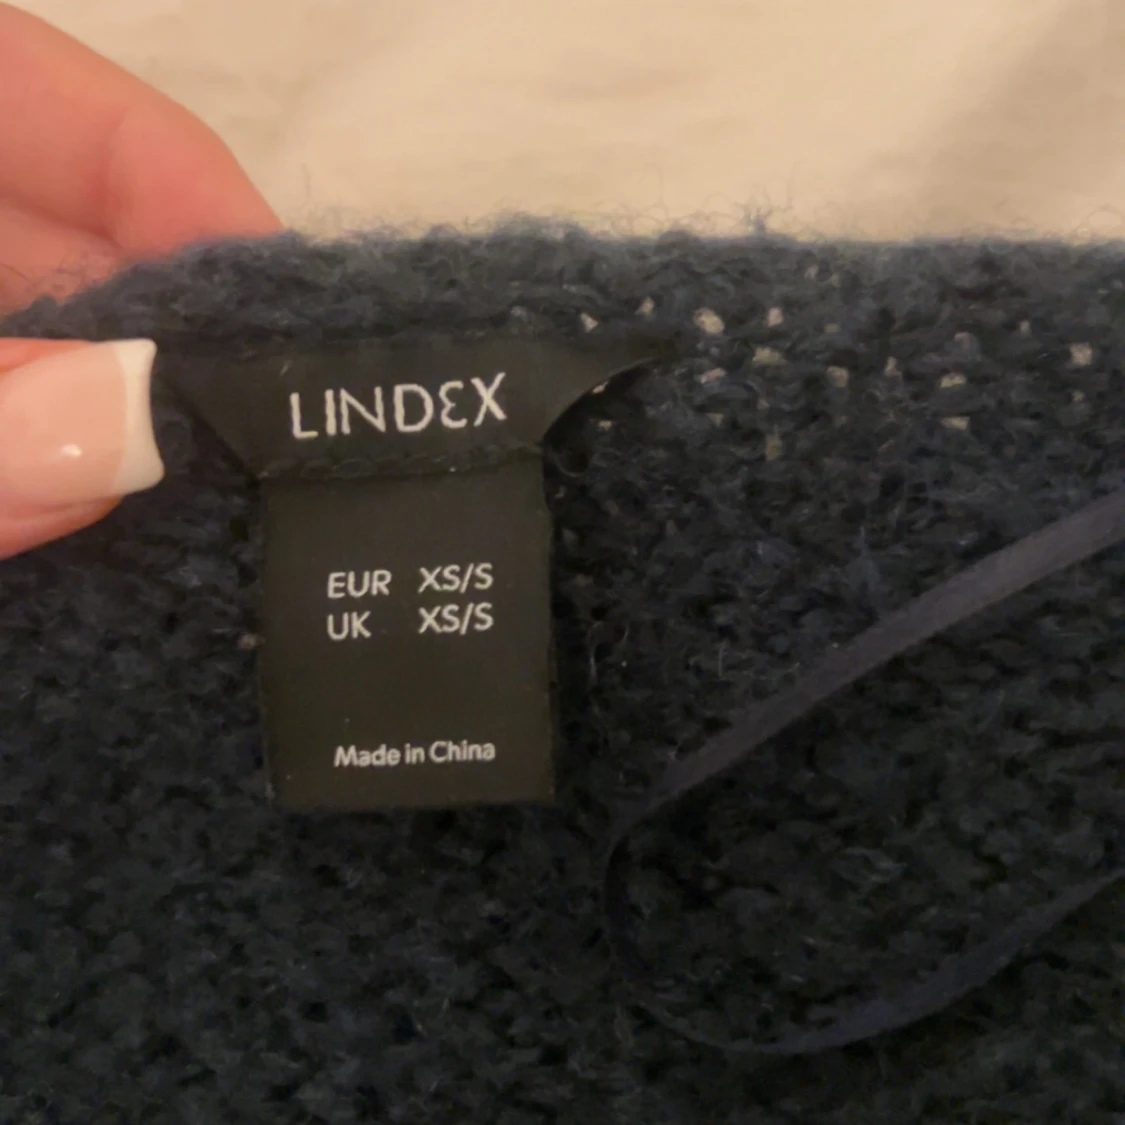 LINDEX
EUR XS/S
UK XS/S
Made in China